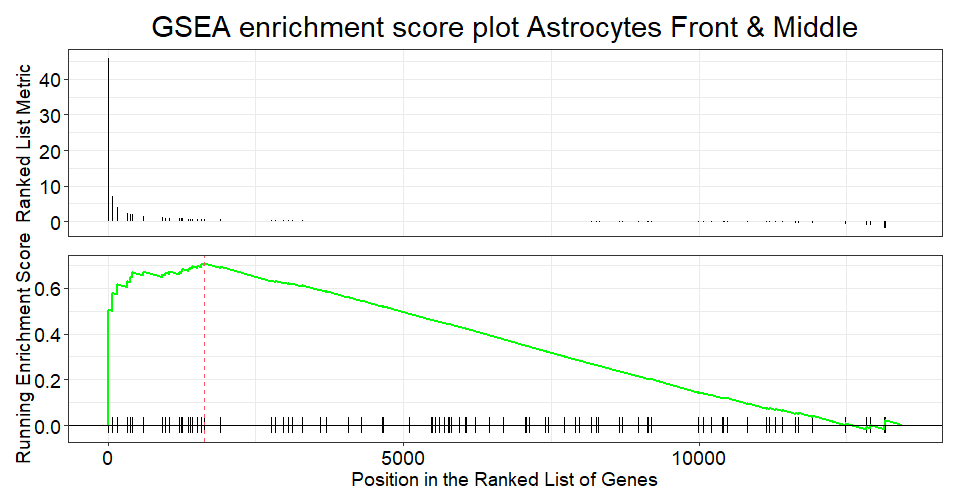 GSEA enrichment score plot Astrocytes Front & Middle
Ranked List Metric
40
30
20
10
0
Running Enrichment Score
0.6
0.4
0.2
0.0
0 5000 10000
Position in the Ranked List of Genes